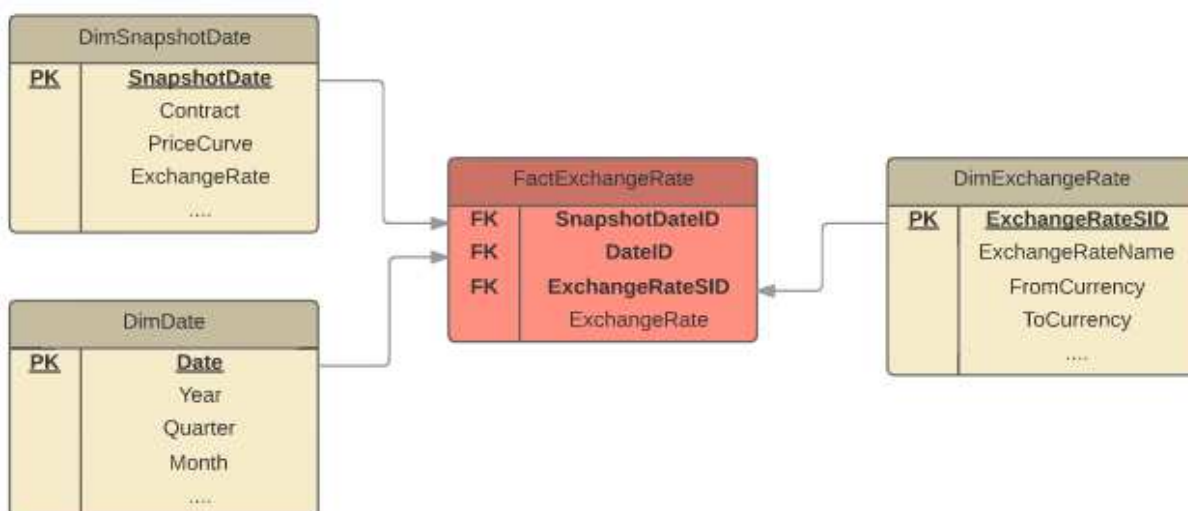 DimSnapshotDate
PK SnapshotDate
Contract
PriceCurve
ExchangeRate
....
DimDate
PK Date
Year
Quarter
Month
....
FactExchangeRate
FK SnapshotDateID
FK DateID
FK ExchangeRateSID
ExchangeRate
DimExchangeRate
PK ExchangeRateSID
ExchangeRateName
FromCurrency
ToCurrency
....